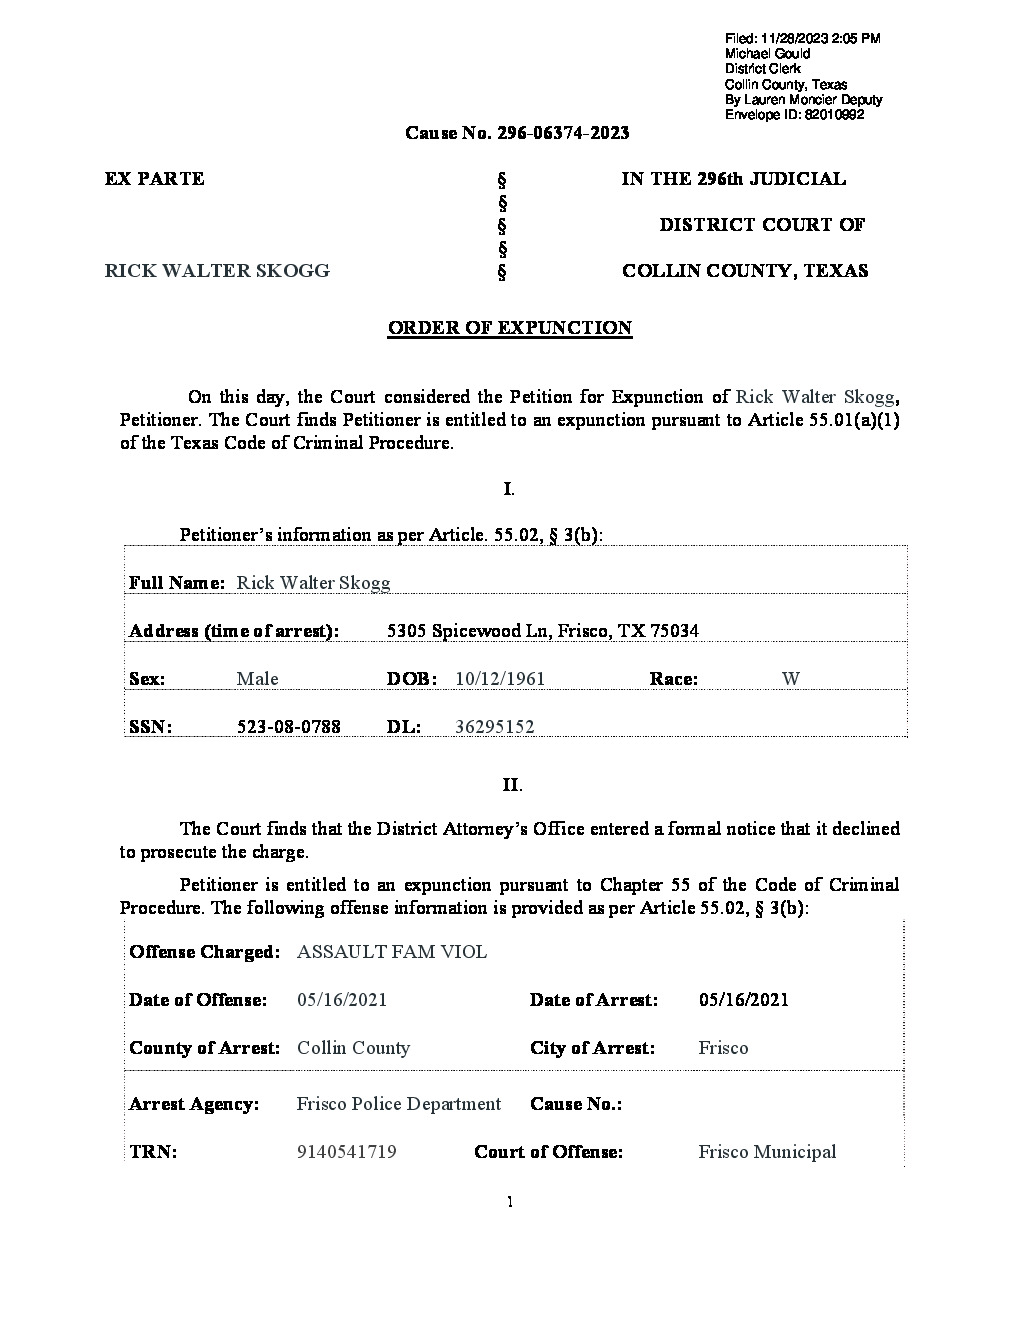 Filed: 11/28/2023 2:05 PM
Michael Gould
District Clerk
Collin County, Texas
By Lauren Moncier Deputy
Envelope ID: 82010992
Cause No. 296-06374-2023
EX PARTE § IN THE 296th JUDICIAL
§
§ DISTRICT COURT OF
§
RICK WALTER SKOGG § COLLIN COUNTY, TEXAS
ORDER OF EXPUNCTION
On this day, the Court considered the Petition for Expunction of Rick Walter Skogg,
Petitioner. The Court finds Petitioner is entitled to an expunction pursuant to Article 55.01(a)(1)
of the Texas Code of Criminal Procedure.
I.
Petitioner’s information as per Article. 55.02, § 3(b):
Full Name: Rick Walter Skogg
Address (time of arrest): 5305 Spicewood Ln, Frisco, TX 75034
Sex: Male DOB: 10/12/1961 Race: W
SSN: 523-08-0788 DL: 36295152
II.
The Court finds that the District Attorney’s Office entered a formal notice that it declined
to prosecute the charge.
Petitioner is entitled to an expunction pursuant to Chapter 55 of the Code of Criminal
Procedure. The following offense information is provided as per Article 55.02, § 3(b):
Offense Charged: ASSAULT FAM VIOL
Date of Offense: 05/16/2021 Date of Arrest: 05/16/2021
County of Arrest: Collin County City of Arrest: Frisco
Arrest Agency: Frisco Police Department Cause No.:
TRN: 9140541719 Court of Offense: Frisco Municipal
1